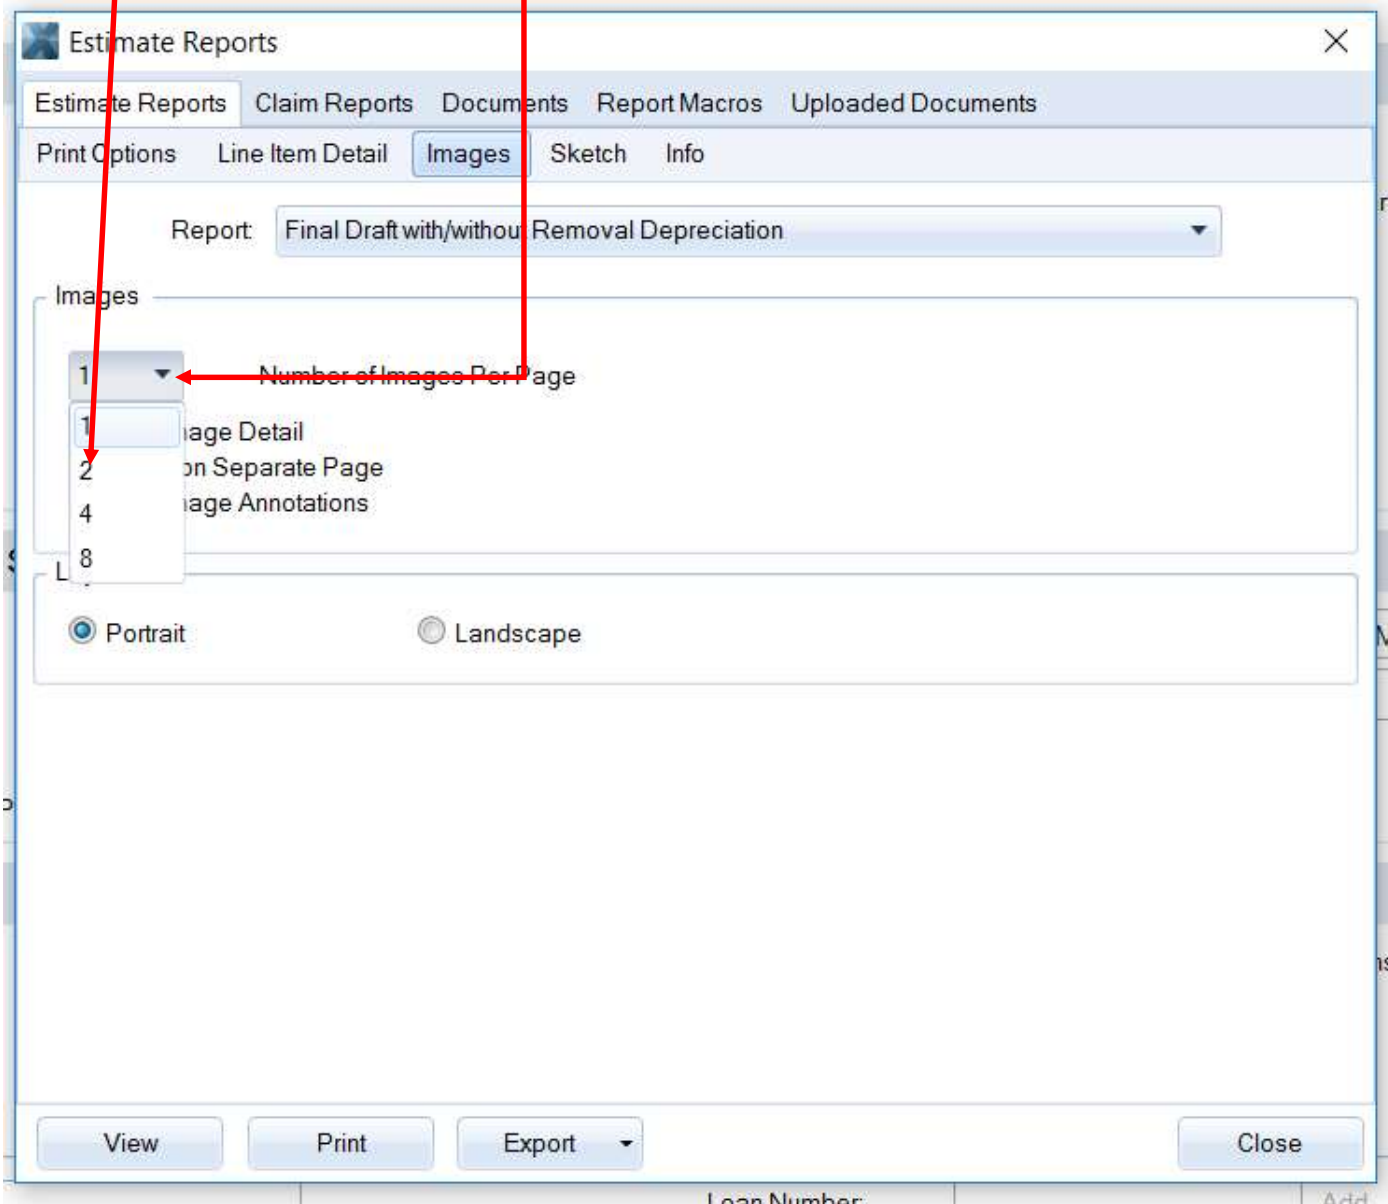 Estimate Reports
Estimate Reports Claim Reports Documents Report Macros Uploaded Documents
Print Options Line Item Detail Images Sketch Info
Report: Final Draft with/without Removal Depreciation
Images
1 Number of Images Per Page
1
Detail
2
on Separate Page
4
Annotations
8
Portrait Landscape
View Print Export Close
Loan Number:
Add